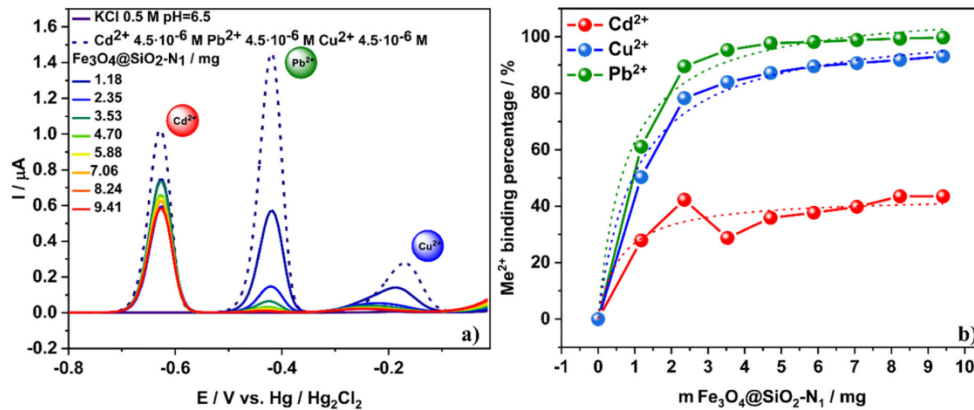 KCl 0.5 M pH=6.5
Cd²⁺ 4.5·10⁻⁶ M Pb²⁺ 4.5·10⁻⁶ M Cu²⁺ 4.5·10⁻⁶ M
Fe₃O₄@SiO₂-N₁ / mg
1.18
2.35
3.53
4.70
5.88
7.06
8.24
9.41
Cd²⁺
Pb²⁺
Cu²⁺
1.6
1.4
1.2
1.0
0.8
0.6
0.4
0.2
0.0
-0.2
I / µA
-0.8 -0.6 -0.4 -0.2
E / V vs. Hg / Hg₂Cl₂
a)
Cd²⁺
Cu²⁺
Pb²⁺
100
80
60
40
20
0
Me²⁺ binding percentage / %
-1 0 1 2 3 4 5 6 7 8 9 10
m Fe₃O₄@SiO₂-N₁ / mg
b)